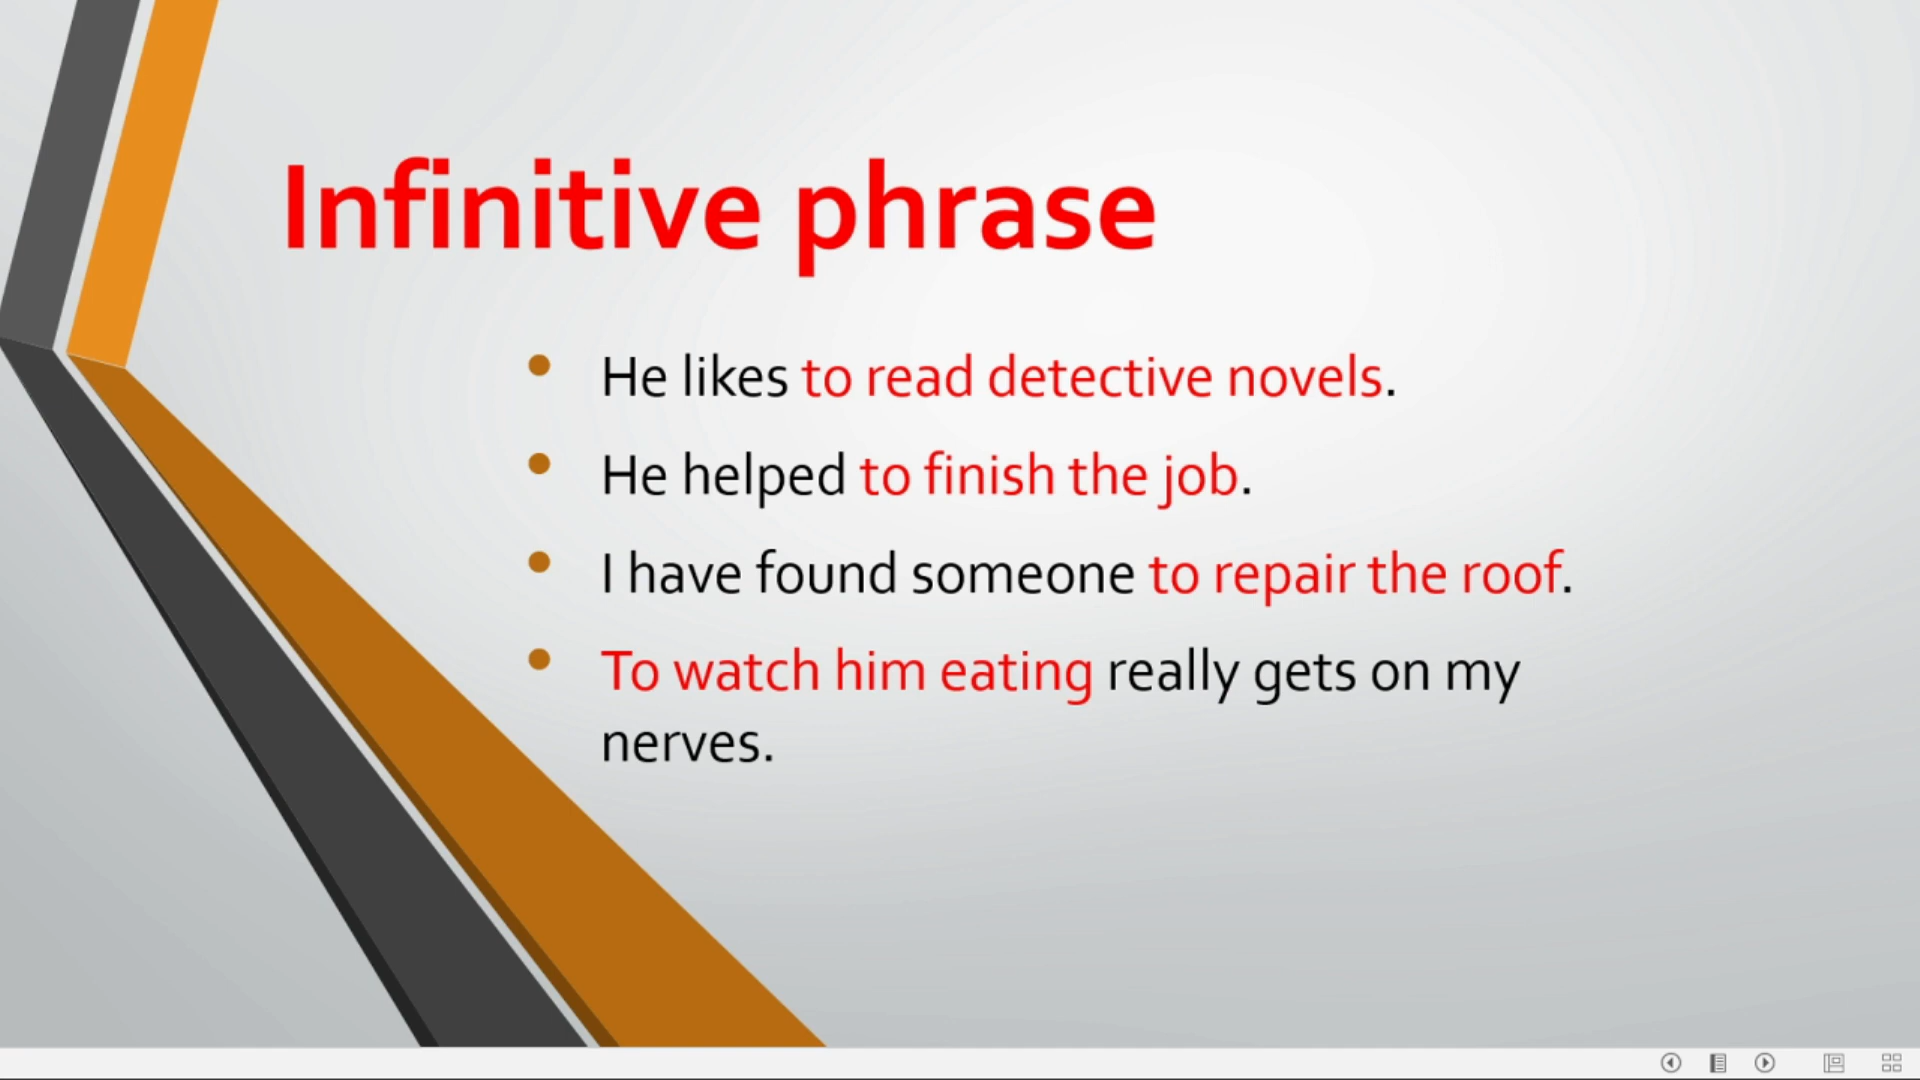 Infinitive phrase
He likes to read detective novels.
He helped to finish the job.
I have found someone to repair the roof.
To watch him eating really gets on my
nerves.